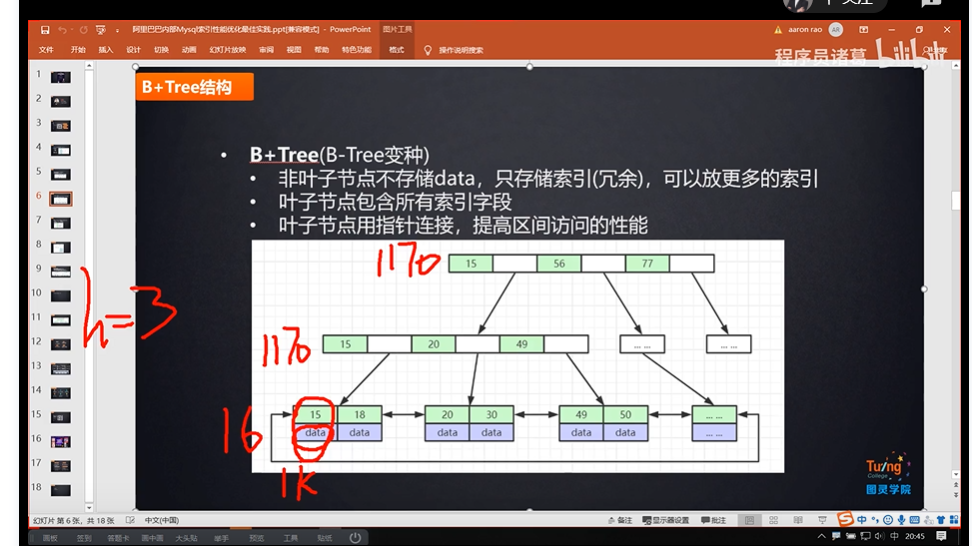 阿里巴巴内部Mysql索引性能优化最佳实践.ppt[兼容模式] - PowerPoint
图片工具
aaron rao
AR
文件 开始 插入 设计 切换 动画 幻灯片放映 审阅 视图 帮助 特色功能 格式 操作说明搜索
程序员诸葛
bilibili
B+Tree结构
B+Tree(B-Tree变种)
非叶子节点不存储data，只存储索引(冗余)，可以放更多的索引
叶子节点包含所有索引字段
叶子节点用指针连接，提高区间访问的性能
1170
15 56 77
h=3
1170
15 20 49 ... ... ... ...
16
15 18 20 30 49 50 ... ...
data data data data data data ... ...
1K
Tuling
College
图灵学院
1
2
3
4
5
6
7
8
9
10
11
12
13
14
15
16
17
18
幻灯片 第 6 张，共 18 张 中文(中国) 备注 显示器设置 批注
中
画板 签到 答题卡 画中画 大头贴 举手 预览 工具 贴纸
中 20:45